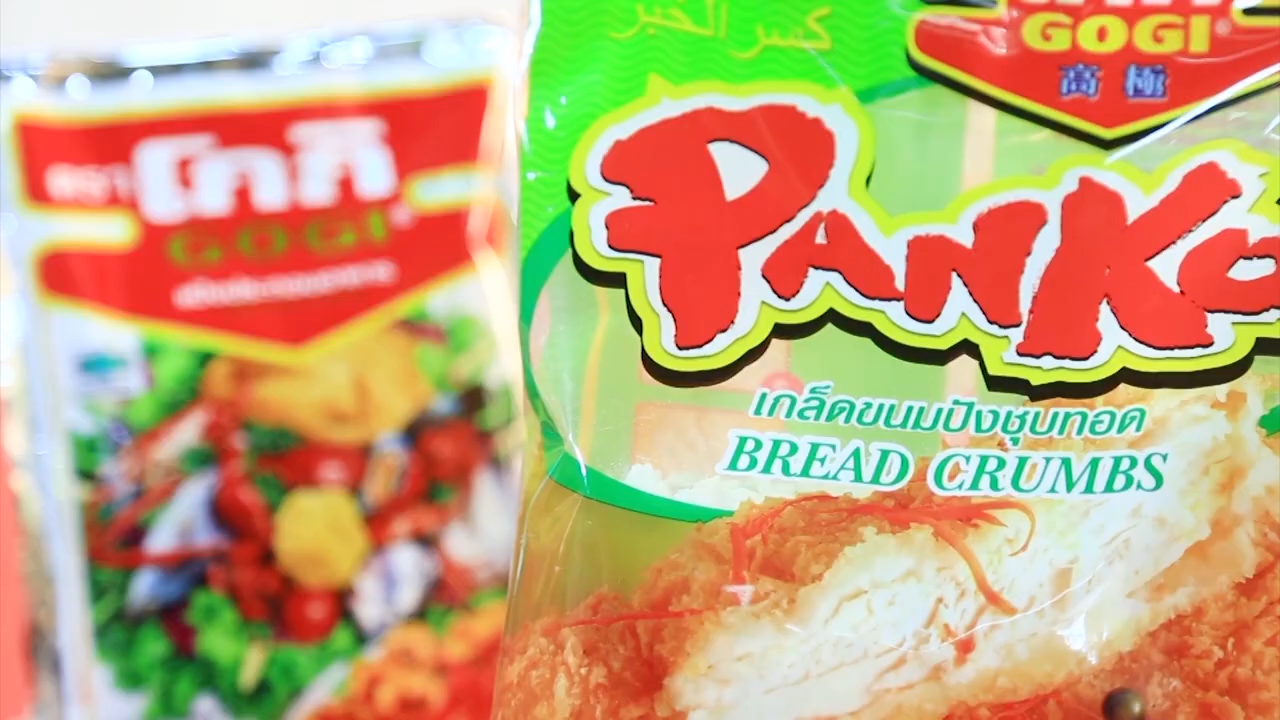 ตรา โกกิ
GOGI
كسر الخبز
GOGI®
高極
PANKO
เกล็ดขนมปังชุบทอด
BREAD CRUMBS